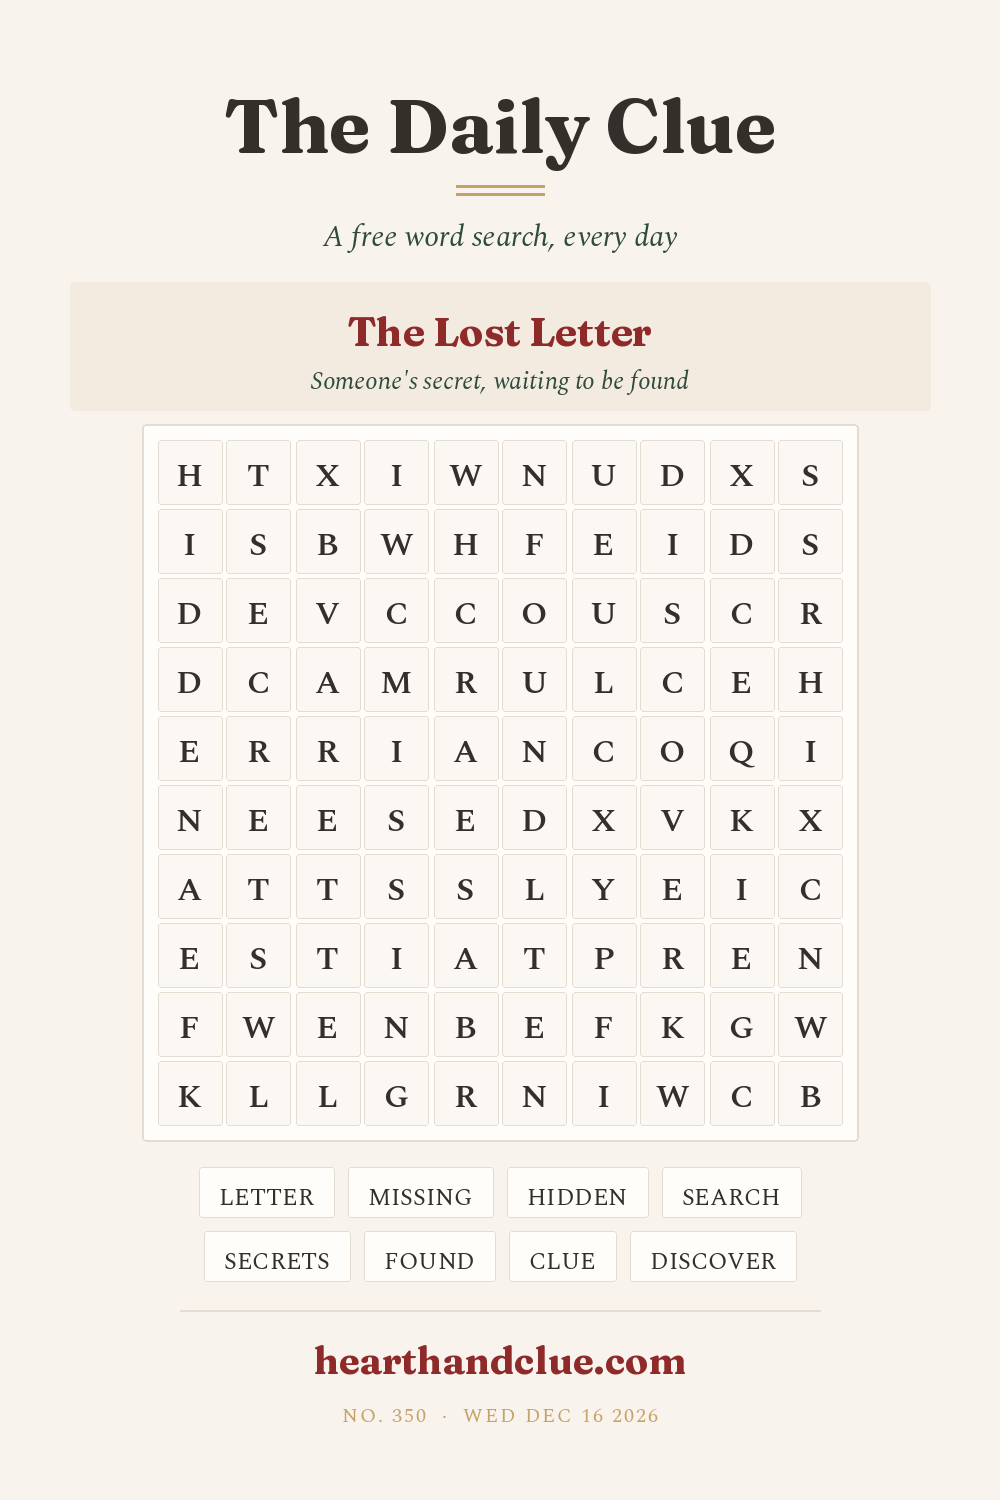 The Daily Clue
A free word search, every day
The Lost Letter
Someone's secret, waiting to be found
H T X I W N U D X S
I S B W H F E I D S
D E V C C O U S C R
D C A M R U L C E H
E R R I A N C O Q I
N E E S E D X V K X
A T T S S L Y E I C
E S T I A T P R E N
F W E N B E F K G W
K L L G R N I W C B
LETTER MISSING HIDDEN SEARCH
SECRETS FOUND CLUE DISCOVER
hearthandclue.com
NO. 350 · WED DEC 16 2026